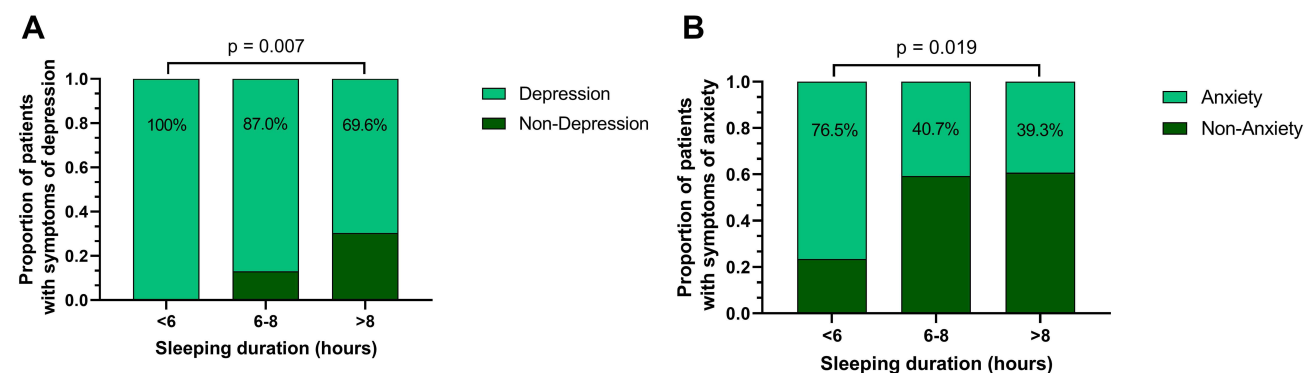 A
p = 0.007
Proportion of patients
with symptoms of depression
1.0
0.8
0.6
0.4
0.2
0.0
100%
87.0%
69.6%
<6
6-8
>8
Sleeping duration (hours)
Depression
Non-Depression
B
p = 0.019
Proportion of patients
with symptoms of anxiety
1.0
0.8
0.6
0.4
0.2
0.0
76.5%
40.7%
39.3%
<6
6-8
>8
Sleeping duration (hours)
Anxiety
Non-Anxiety